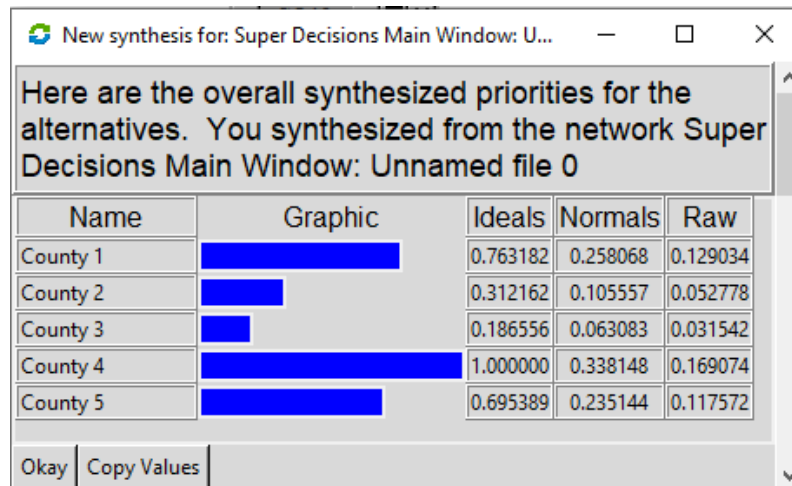 New synthesis for: Super Decisions Main Window: U...
Here are the overall synthesized priorities for the
alternatives. You synthesized from the network Super
Decisions Main Window: Unnamed file 0
Name Graphic Ideals Normals Raw
County 1 0.763182 0.258068 0.129034
County 2 0.312162 0.105557 0.052778
County 3 0.186556 0.063083 0.031542
County 4 1.000000 0.338148 0.169074
County 5 0.695389 0.235144 0.117572
Okay Copy Values